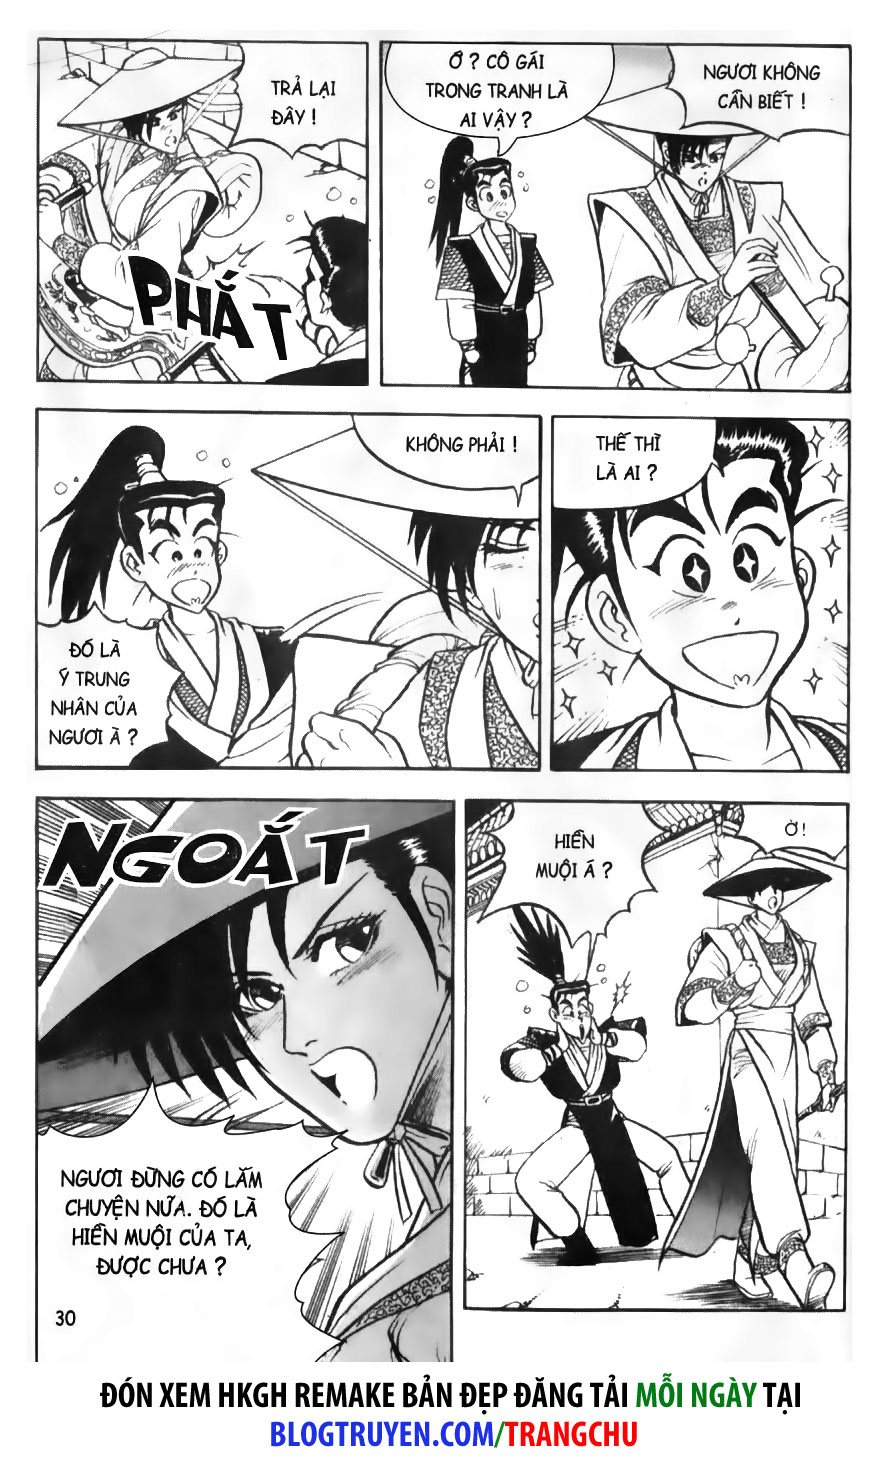 TRẢ LẠI
ĐÂY !
PHẮT
Ớ ? CÔ GÁI
TRONG TRANH LÀ
AI VẬY ?
NGƯƠI KHÔNG
CẦN BIẾT !
ĐÓ LÀ
Ý TRUNG
NHÂN CỦA
NGƯƠI À ?
KHÔNG PHẢI !
THẾ THÌ
LÀ AI ?
NGOẮT
NGƯƠI ĐỪNG CÓ LẮM
CHUYỆN NỮA. ĐÓ LÀ
HIỀN MUỘI CỦA TA,
ĐƯỢC CHƯA ?
HIỀN
MUỘI Á ?
Ờ!
30
ĐÓN XEM HKGH REMAKE BẢN ĐẸP ĐĂNG TẢI MỖI NGÀY TẠI
BLOGTRUYEN.COM/TRANGCHU